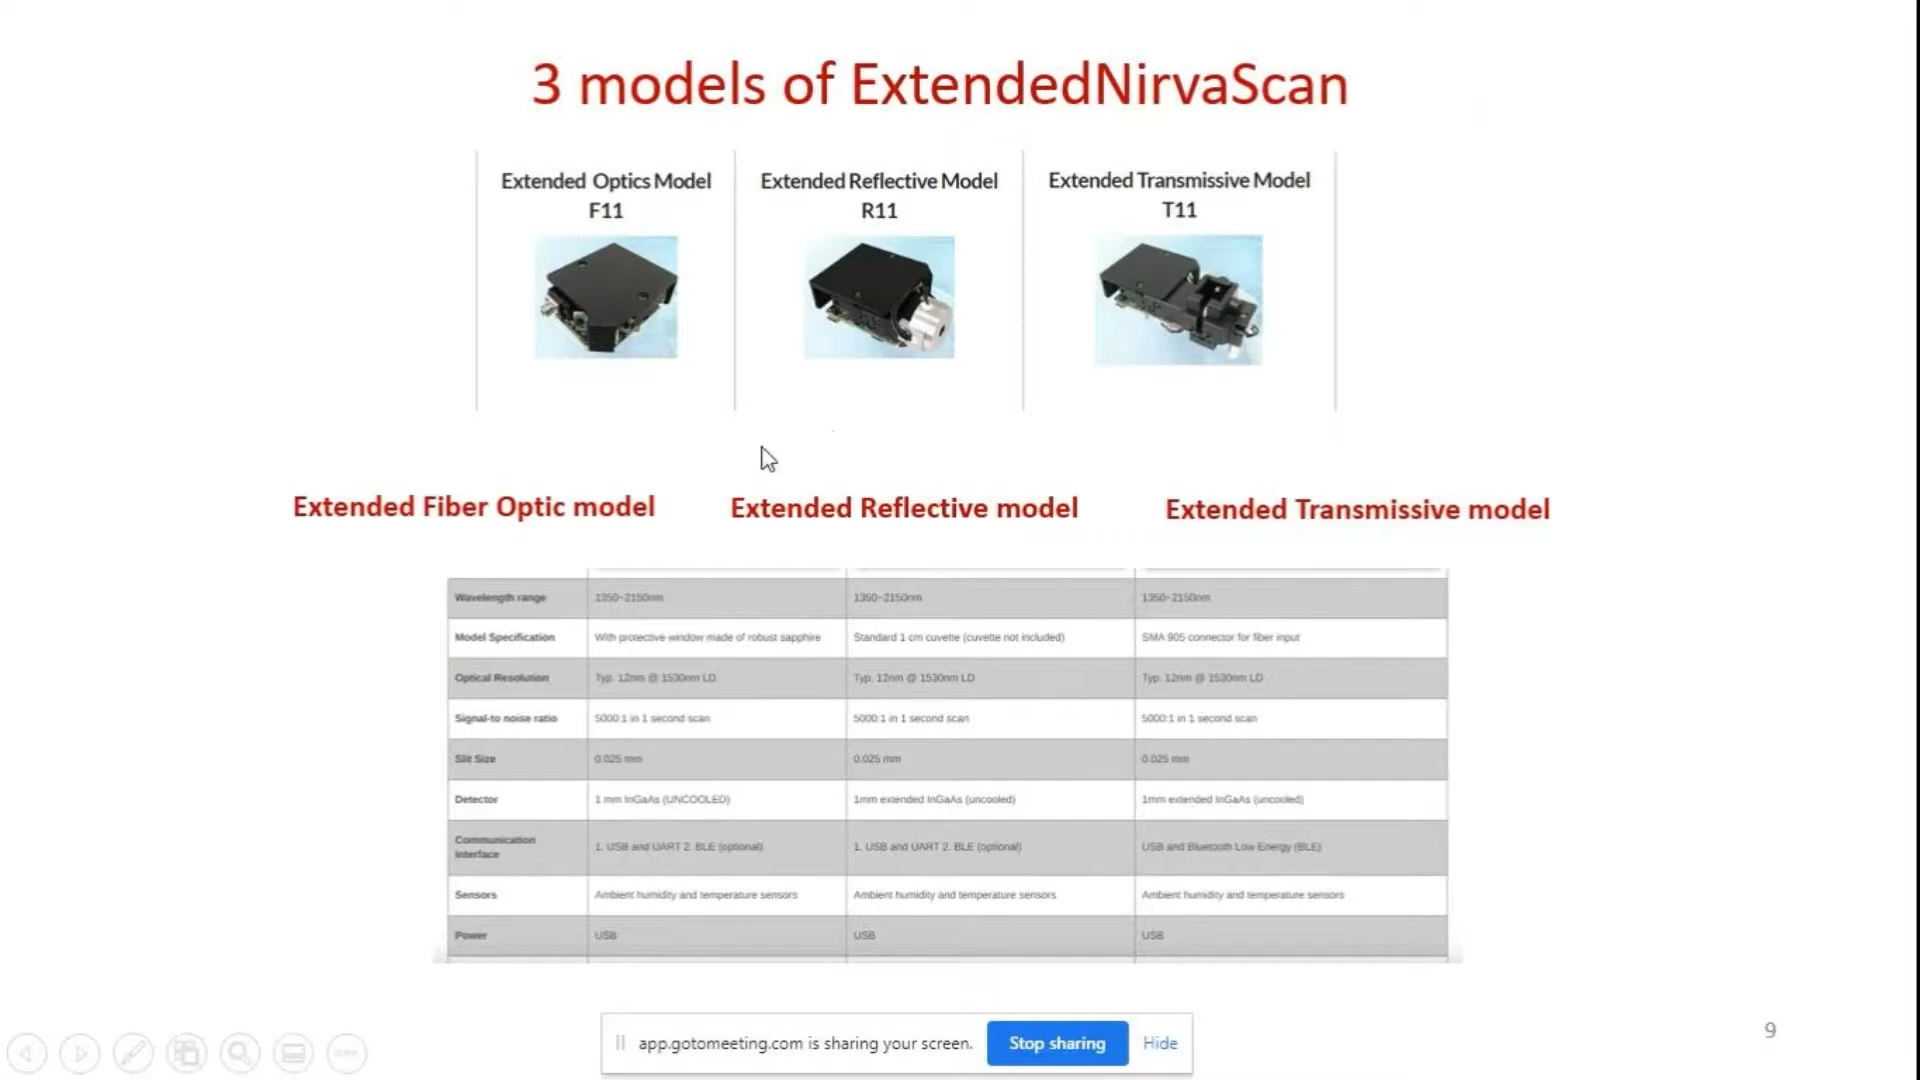 3 models of ExtendedNirvaScan
Extended Optics Model
F11
Extended Reflective Model
R11
Extended Transmissive Model
T11
Extended Fiber Optic model
Extended Reflective model
Extended Transmissive model
Wavelength range 1350~2150nm 1350~2150nm 1350~2150nm
Model Specification With protective window made of robust sapphire Standard 1 cm cuvette (cuvette not included) SMA 905 connector for fiber input
Optical Resolution Typ. 12nm @ 1530nm LD Typ. 12nm @ 1530nm LD Typ. 12nm @ 1530nm LD
Signal-to noise ratio 5000:1 in 1 second scan 5000:1 in 1 second scan 5000:1 in 1 second scan
Slit Size 0.025 mm 0.025 mm 0.025 mm
Detector 1 mm InGaAs (UNCOOLED) 1mm extended InGaAs (uncooled) 1mm extended InGaAs (uncooled)
Communication
Interface 1. USB and UART 2. BLE (optional) 1. USB and UART 2. BLE (optional) USB and Bluetooth Low Energy (BLE)
Sensors Ambient humidity and temperature sensors Ambient humidity and temperature sensors Ambient humidity and temperature sensors
Power USB USB USB
app.gotomeeting.com is sharing your screen. Stop sharing Hide
9